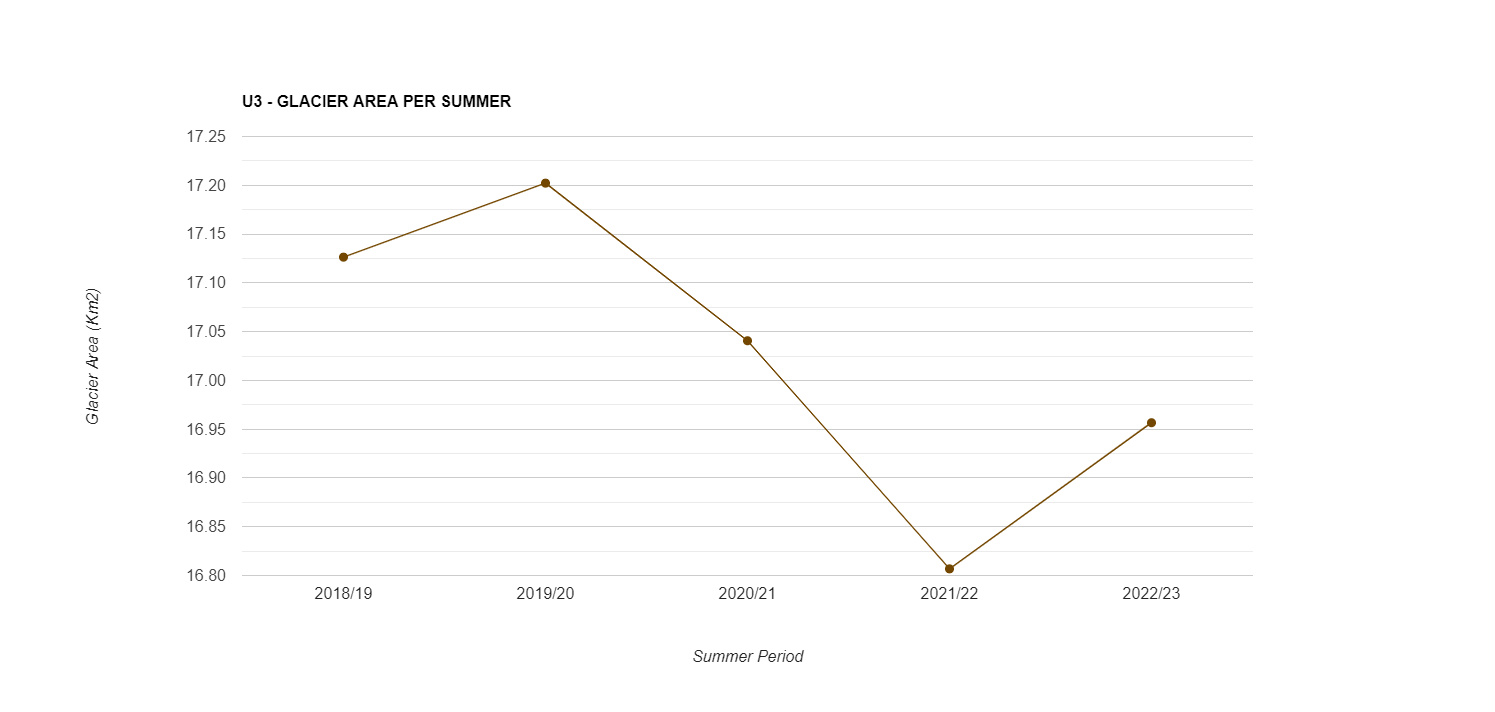 U3 - GLACIER AREA PER SUMMER
17.25
17.20
17.15
17.10
17.05
17.00
16.95
16.90
16.85
16.80
Glacier Area (Km2)
2018/19 2019/20 2020/21 2021/22 2022/23
Summer Period